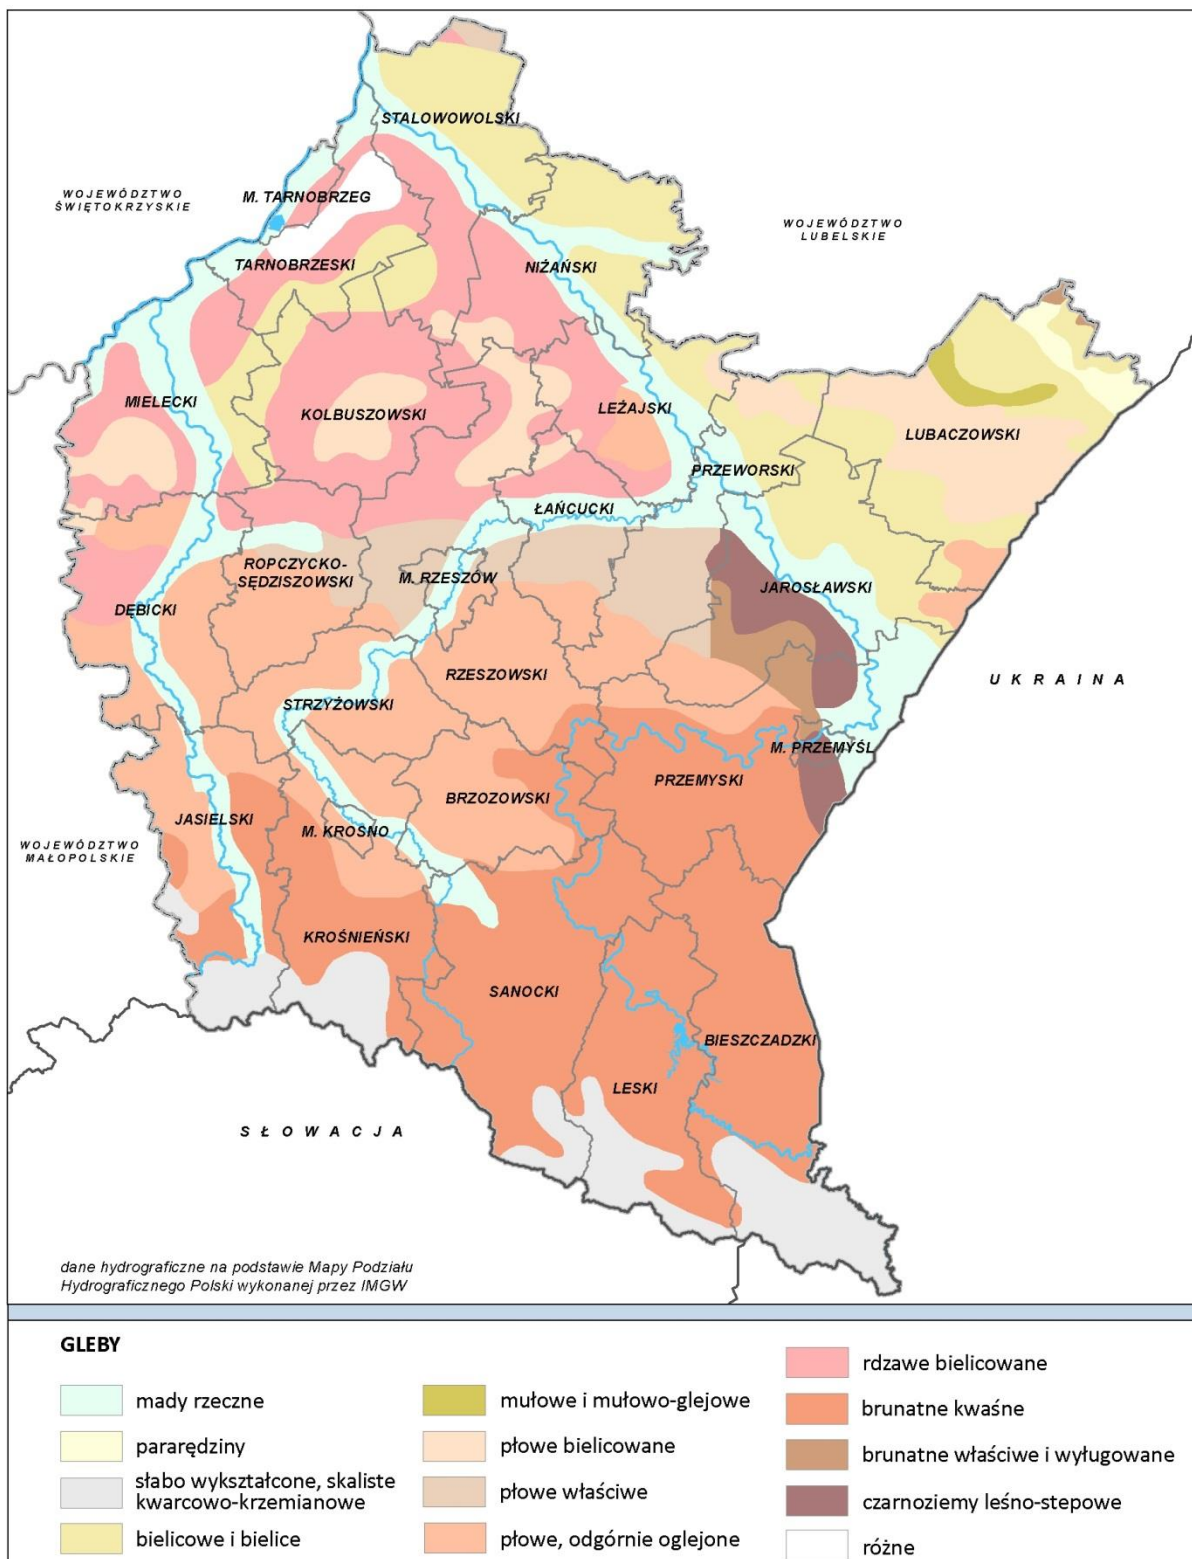 STALOWOWOLSKI
WOJEWÓDZTWO
ŚWIĘTOKRZYSKIE
M. TARNOBRZEG
WOJEWÓDZTWO
LUBELSKIE
TARNOBRZESKI
NIŻAŃSKI
MIELECKI
KOLBUSZOWSKI
LEŻAJSKI
LUBACZOWSKI
PRZEWORSKI
ŁAŃCUCKI
ROPCZYCKO-
SĘDZISZOWSKI
M. RZESZÓW
JAROSŁAWSKI
DĘBICKI
RZESZOWSKI
UKRAINA
STRZYŻOWSKI
M. PRZEMYŚL
PRZEMYSKI
BRZOZOWSKI
JASIELSKI
M. KROSNO
WOJEWÓDZTWO
MAŁOPOLSKIE
KROŚNIEŃSKI
SANOCKI
BIESZCZADZKI
LESKI
SŁOWACJA
dane hydrograficzne na podstawie Mapy Podziału
Hydrograficznego Polski wykonanej przez IMGW
GLEBY
mady rzeczne
pararędziny
słabo wykształcone, skaliste
kwarcowo-krzemianowe
bielicowe i bielice
mułowe i mułowo-glejowe
płowe bielicowane
płowe właściwe
płowe, odgórnie oglejone
rdzawe bielicowane
brunatne kwaśne
brunatne właściwe i wyługowane
czarnoziemy leśno-stepowe
różne